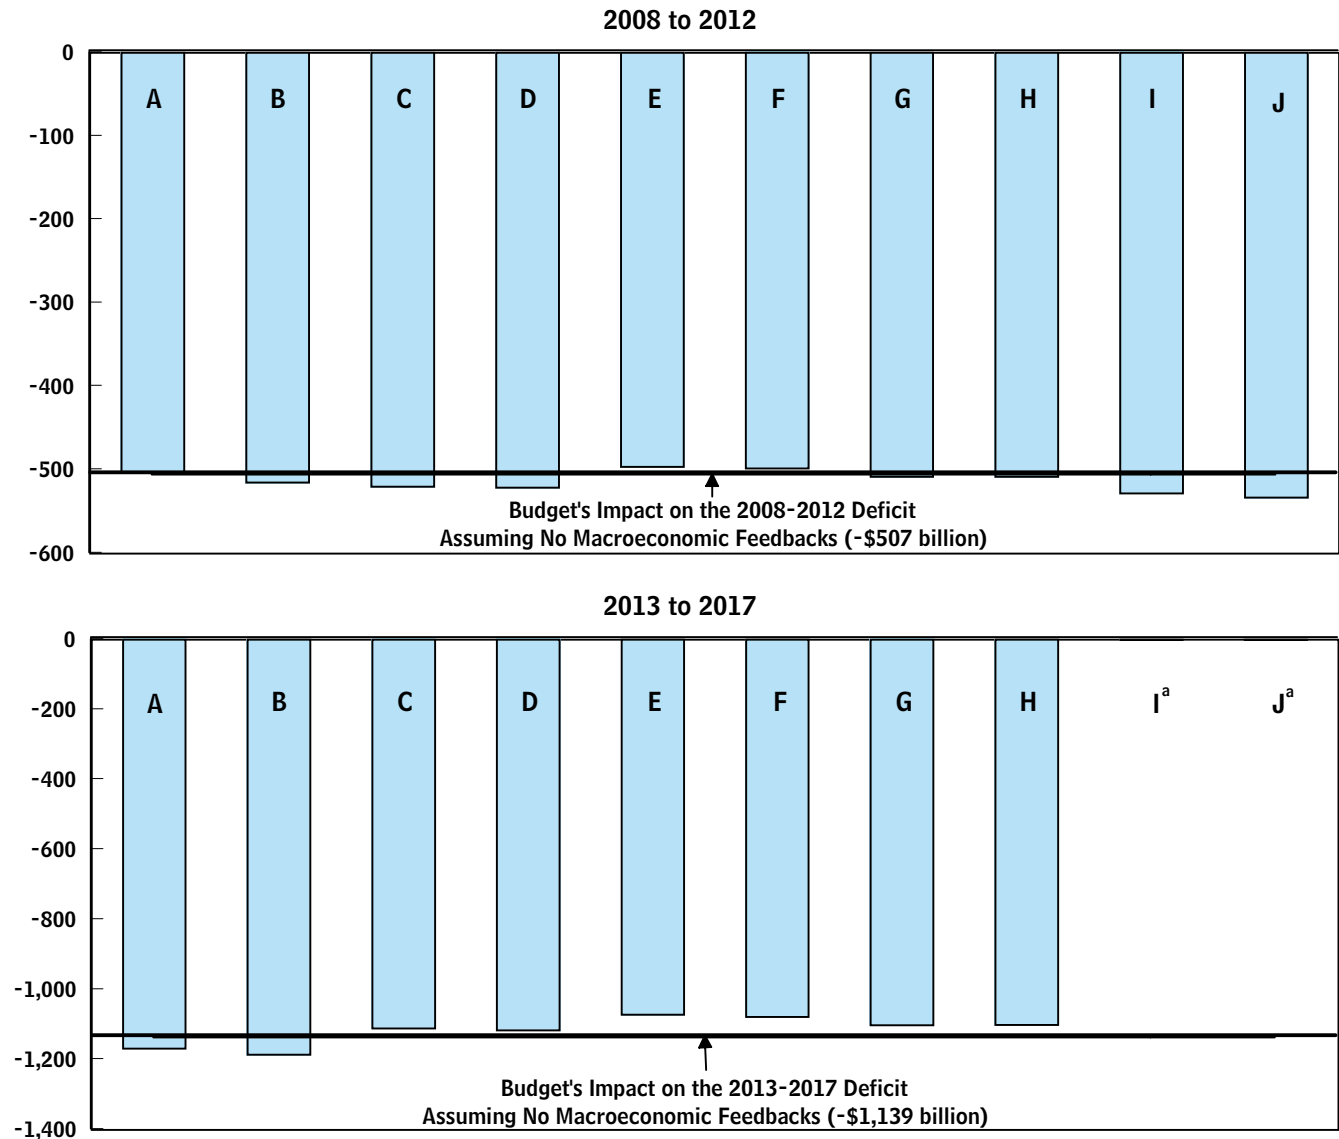 2008 to 2012
0
A B C D E F G H I J
-100
-200
-300
-400
-500
Budget's Impact on the 2008-2012 Deficit
Assuming No Macroeconomic Feedbacks (-$507 billion)
-600
2013 to 2017
0
A B C D E F G H Iᵃ Jᵃ
-200
-400
-600
-800
-1,000
-1,200
Budget's Impact on the 2013-2017 Deficit
Assuming No Macroeconomic Feedbacks (-$1,139 billion)
-1,400